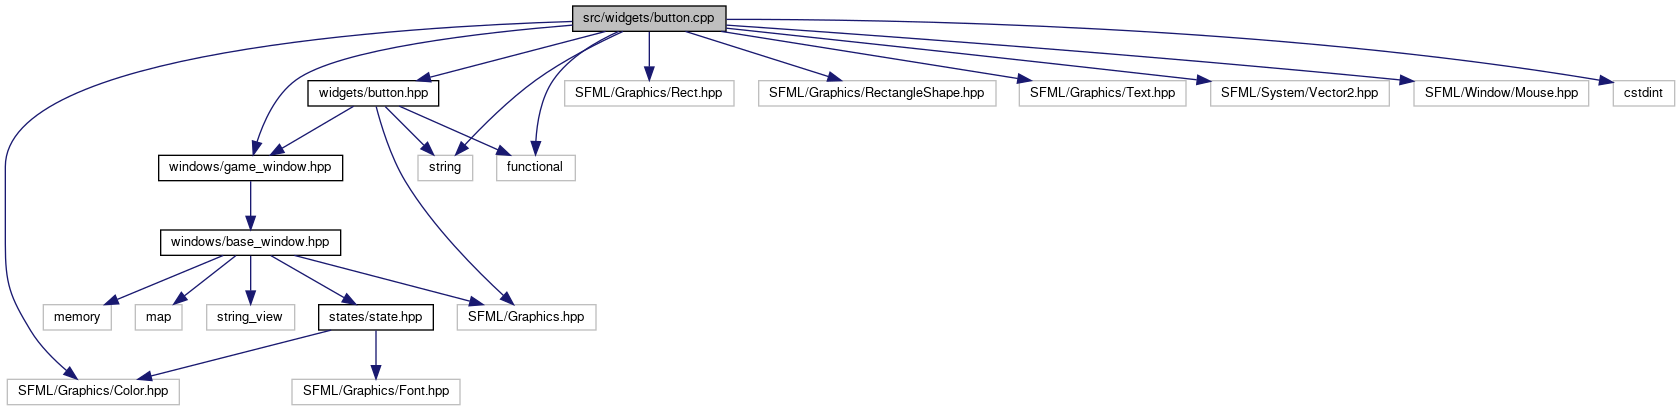 src/widgets/button.cpp
widgets/button.hpp
SFML/Graphics/Rect.hpp
SFML/Graphics/RectangleShape.hpp
SFML/Graphics/Text.hpp
SFML/System/Vector2.hpp
SFML/Window/Mouse.hpp
cstdint
windows/game_window.hpp
string
functional
windows/base_window.hpp
memory
map
string_view
states/state.hpp
SFML/Graphics.hpp
SFML/Graphics/Color.hpp
SFML/Graphics/Font.hpp